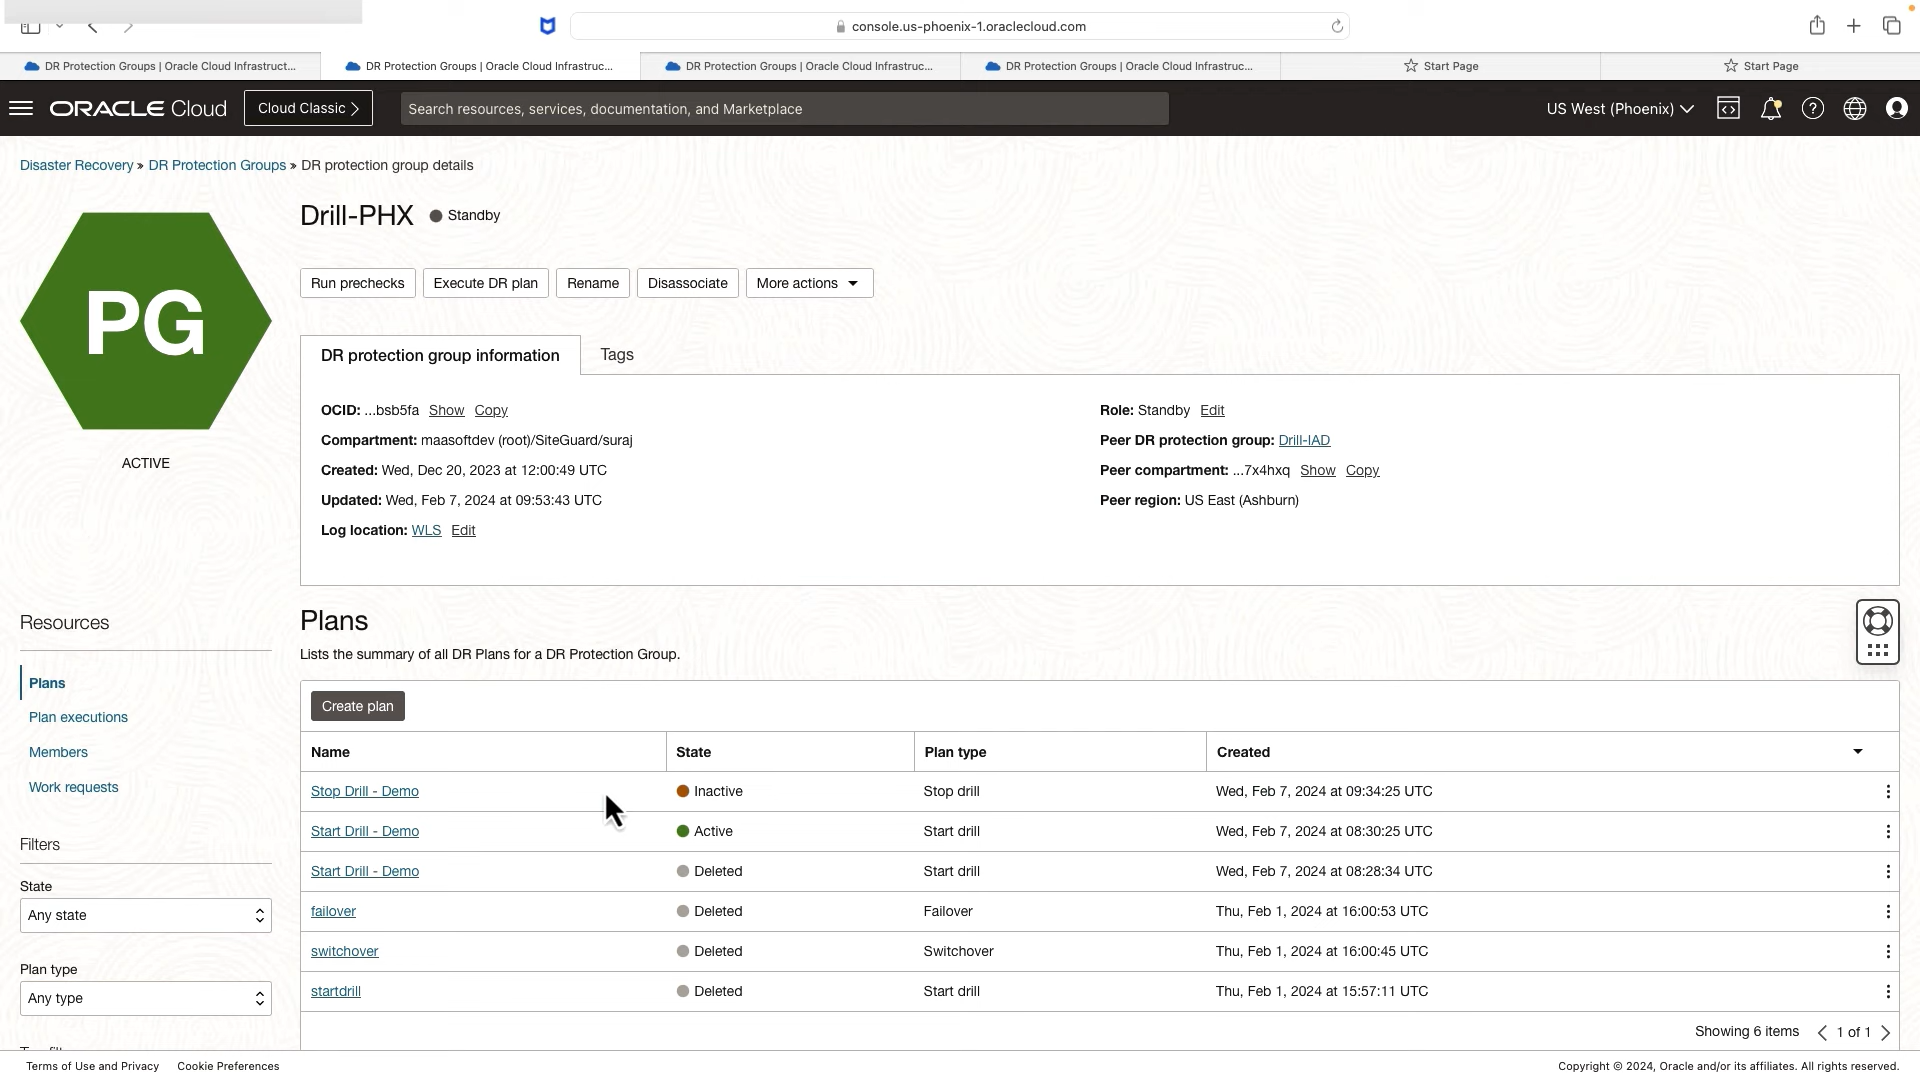 console.us-phoenix-1.oraclecloud.com
DR Protection Groups | Oracle Cloud Infrastruct...
DR Protection Groups | Oracle Cloud Infrastruc...
DR Protection Groups | Oracle Cloud Infrastruc...
DR Protection Groups | Oracle Cloud Infrastruc...
Start Page
Start Page
ORACLE Cloud
Cloud Classic >
Search resources, services, documentation, and Marketplace
US West (Phoenix)
Disaster Recovery » DR Protection Groups » DR protection group details
PG
ACTIVE
Drill-PHX
Standby
Run prechecks
Execute DR plan
Rename
Disassociate
More actions
DR protection group information
Tags
OCID: ...bsb5fa Show Copy
Compartment: maasoftdev (root)/SiteGuard/suraj
Created: Wed, Dec 20, 2023 at 12:00:49 UTC
Updated: Wed, Feb 7, 2024 at 09:53:43 UTC
Log location: WLS Edit
Role: Standby Edit
Peer DR protection group: Drill-IAD
Peer compartment: ...7x4hxq Show Copy
Peer region: US East (Ashburn)
Resources
Plans
Plan executions
Members
Work requests
Filters
State
Any state
Plan type
Any type
Plans
Lists the summary of all DR Plans for a DR Protection Group.
Create plan
Name State Plan type Created
Stop Drill - Demo Inactive Stop drill Wed, Feb 7, 2024 at 09:34:25 UTC
Start Drill - Demo Active Start drill Wed, Feb 7, 2024 at 08:30:25 UTC
Start Drill - Demo Deleted Start drill Wed, Feb 7, 2024 at 08:28:34 UTC
failover Deleted Failover Thu, Feb 1, 2024 at 16:00:53 UTC
switchover Deleted Switchover Thu, Feb 1, 2024 at 16:00:45 UTC
startdrill Deleted Start drill Thu, Feb 1, 2024 at 15:57:11 UTC
Showing 6 items < 1 of 1 >
Terms of Use and Privacy Cookie Preferences
Copyright © 2024, Oracle and/or its affiliates. All rights reserved.